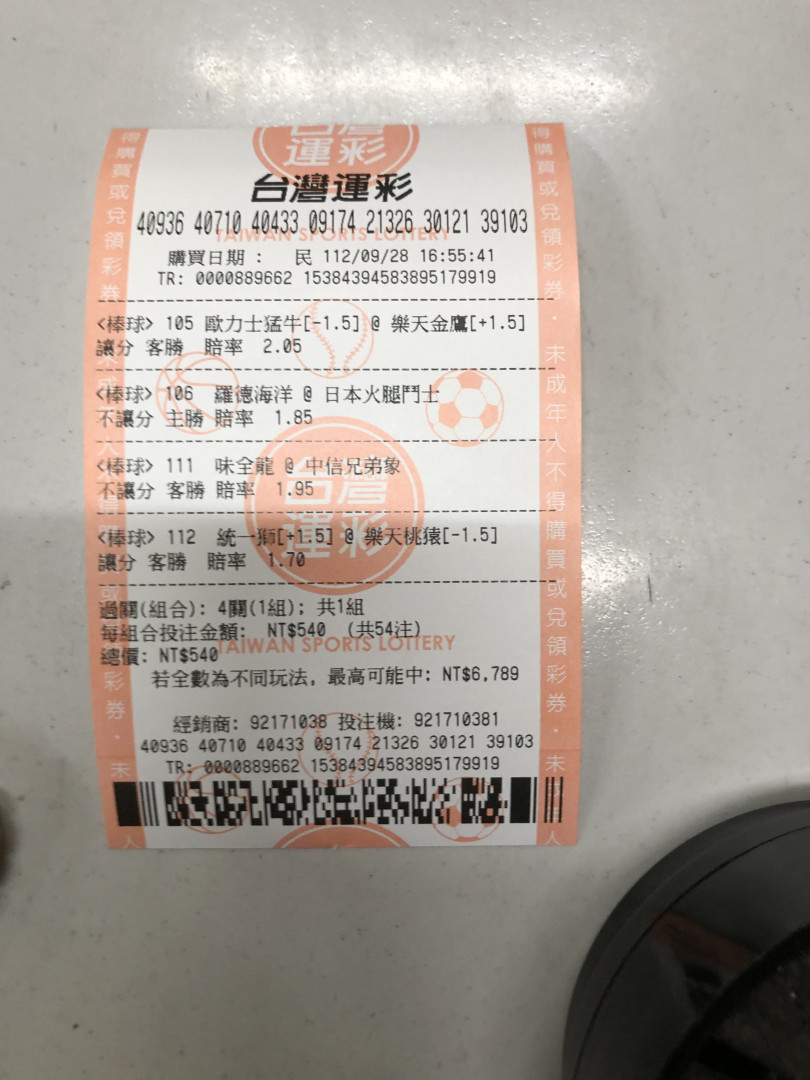 台灣運彩
台灣運彩
40936 40710 40433 09174 21326 30121 39103
TAIWAN SPORTS LOTTERY
購買日期 : 民 112/09/28 16:55:41
TR: 0000889662 15384394583895179919
<棒球> 105 歐力士猛牛[-1.5] @ 樂天金鷹[+1.5]
讓分 客勝 賠率 2.05
<棒球> 106 羅德海洋 @ 日本火腿鬥士
不讓分 主勝 賠率 1.85
<棒球> 111 味全龍 @ 中信兄弟象
不讓分 客勝 賠率 1.95
台灣運彩
<棒球> 112 統一獅[+1.5] @ 樂天桃猿[-1.5]
讓分 客勝 賠率 1.70
過關(組合): 4關(1組); 共1組
每組合投注金額: NT$540 (共54注)
TAIWAN SPORTS LOTTERY
總價: NT$540
若全數為不同玩法, 最高可能中: NT$6,789
經銷商: 92171038 投注機: 921710381
40936 40710 40433 09174 21326 30121 39103
TR: 0000889662 15384394583895179919
得購買或兌領彩券.未成年人不得購買或兌領彩券.未